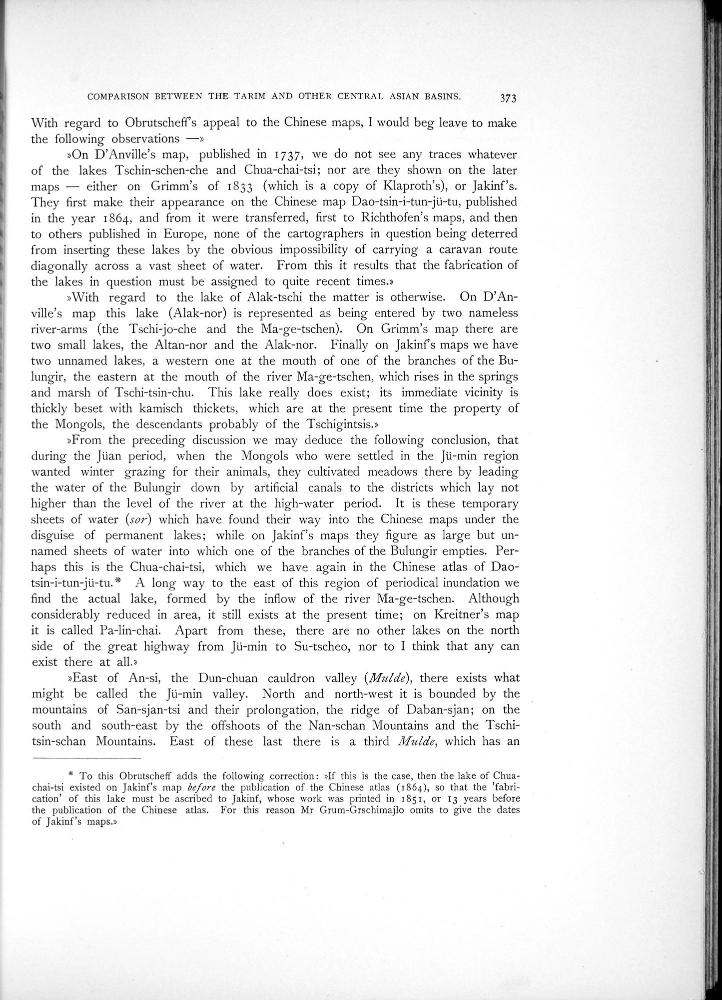 COMPARISON BETWEEN THE TARIM AND OTHER CENTRAL ASIAN BASINS. 373
With regard to Obrutscheff's appeal to the Chinese maps, I would beg leave to make
the following observations —»
»On D'Anville's map, published in 1737, we do not see any traces whatever
of the lakes Tschin-schen-che and Chua-chai-tsi; nor are they shown on the later
maps — either on Grimm's of 1833 (which is a copy of Klaproth's), or Jakinf's.
They first make their appearance on the Chinese map Dao-tsin-i-tun-jü-tu, published
in the year 1864, and from it were transferred, first to Richthofen's maps, and then
to others published in Europe, none of the cartographers in question being deterred
from inserting these lakes by the obvious impossibility of carrying a caravan route
diagonally across a vast sheet of water. From this it results that the fabrication of
the lakes in question must be assigned to quite recent times.»
»With regard to the lake of Alak-tschi the matter is otherwise. On D'An-
ville's map this lake (Alak-nor) is represented as being entered by two nameless
river-arms (the Tschi-jo-che and the Ma-ge-tschen). On Grimm's map there are
two small lakes, the Altan-nor and the Alak-nor. Finally on Jakinf's maps we have
two unnamed lakes, a western one at the mouth of one of the branches of the Bu-
lungir, the eastern at the mouth of the river Ma-ge-tschen, which rises in the springs
and marsh of Tschi-tsin-chu. This lake really does exist; its immediate vicinity is
thickly beset with kamisch thickets, which are at the present time the property of
the Mongols, the descendants probably of the Tschigintsis.»
»From the preceding discussion we may deduce the following conclusion, that
during the Jüan period, when the Mongols who were settled in the Jü-min region
wanted winter grazing for their animals, they cultivated meadows there by leading
the water of the Bulungir down by artificial canals to the districts which lay not
higher than the level of the river at the high-water period. It is these temporary
sheets of water (sor) which have found their way into the Chinese maps under the
disguise of permanent lakes; while on Jakinf's maps they figure as large but un-
named sheets of water into which one of the branches of the Bulungir empties. Per-
haps this is the Chua-chai-tsi, which we have again in the Chinese atlas of Dao-
tsin-i-tun-jü-tu.* A long way to the east of this region of periodical inundation we
find the actual lake, formed by the inflow of the river Ma-ge-tschen. Although
considerably reduced in area, it still exists at the present time; on Kreitner's map
it is called Pa-lin-chai. Apart from these, there are no other lakes on the north
side of the great highway from Jü-min to Su-tscheo, nor to I think that any can
exist there at all.»
»East of An-si, the Dun-chuan cauldron valley (Mulde), there exists what
might be called the Jü-min valley. North and north-west it is bounded by the
mountains of San-sjan-tsi and their prolongation, the ridge of Daban-sjan; on the
south and south-east by the offshoots of the Nan-schan Mountains and the Tschi-
tsin-schan Mountains. East of these last there is a third Mulde, which has an
* To this Obrutscheff adds the following correction: »If this is the case, then the lake of Chua-
chai-tsi existed on Jakinf's map before the publication of the Chinese atlas (1864), so that the 'fabri-
cation' of this lake must be ascribed to Jakinf, whose work was printed in 1851, or 13 years before
the publication of the Chinese atlas. For this reason Mr Grum-Grschimajlo omits to give the dates
of Jakinf's maps.»